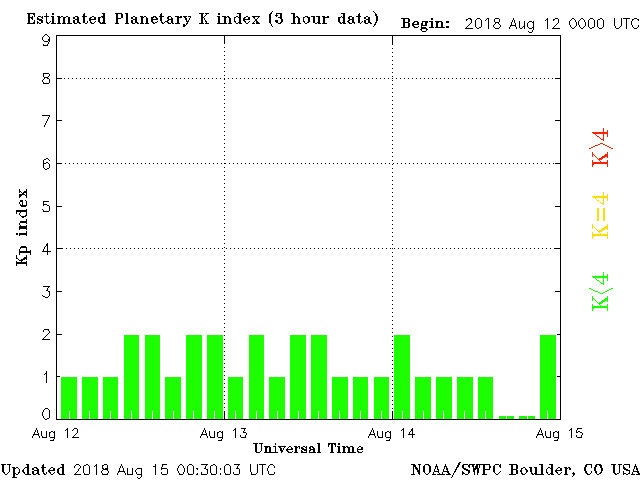 Estimated Planetary K index (3 hour data) Begin: 2018 Aug 12 0000 UTC
9
8
7
6
5
4
3
2
1
0
Kp index
K>4
K=4
K<4
Aug 12 Aug 13 Aug 14 Aug 15
Universal Time
Updated 2018 Aug 15 00:30:03 UTC NOAA/SWPC Boulder, CO USA